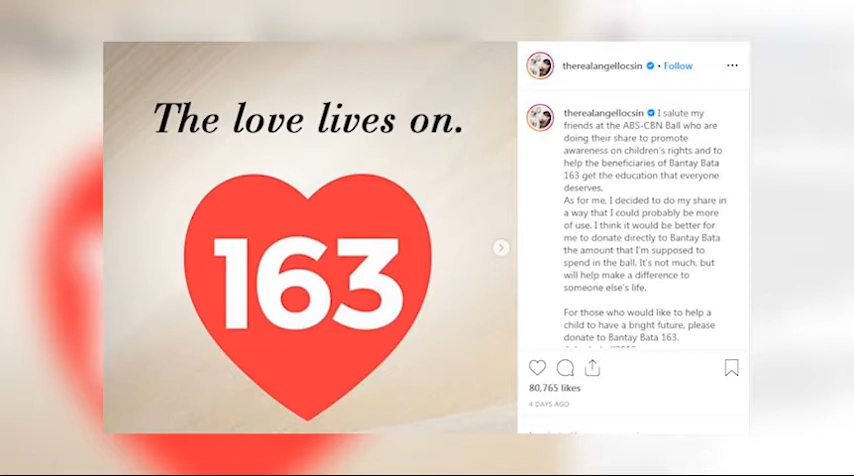 The love lives on.
163
therealangellocsin • Follow
therealangellocsin I salute my
friends at the ABS-CBN Ball who are
doing their share to promote
awareness on children's rights and to
help the beneficiaries of Bantay Bata
163 get the education that everyone
deserves.
As for me, I decided to do my share in
a way that I could probably be more
of use. I think it would be better for
me to donate directly to Bantay Bata
the amount that I'm supposed to
spend in the ball. It's not much, but
will help make a difference to
someone else's life.
For those who would like to help a
child to have a bright future, please
donate to Bantay Bata 163.
80,765 likes
4 DAYS AGO